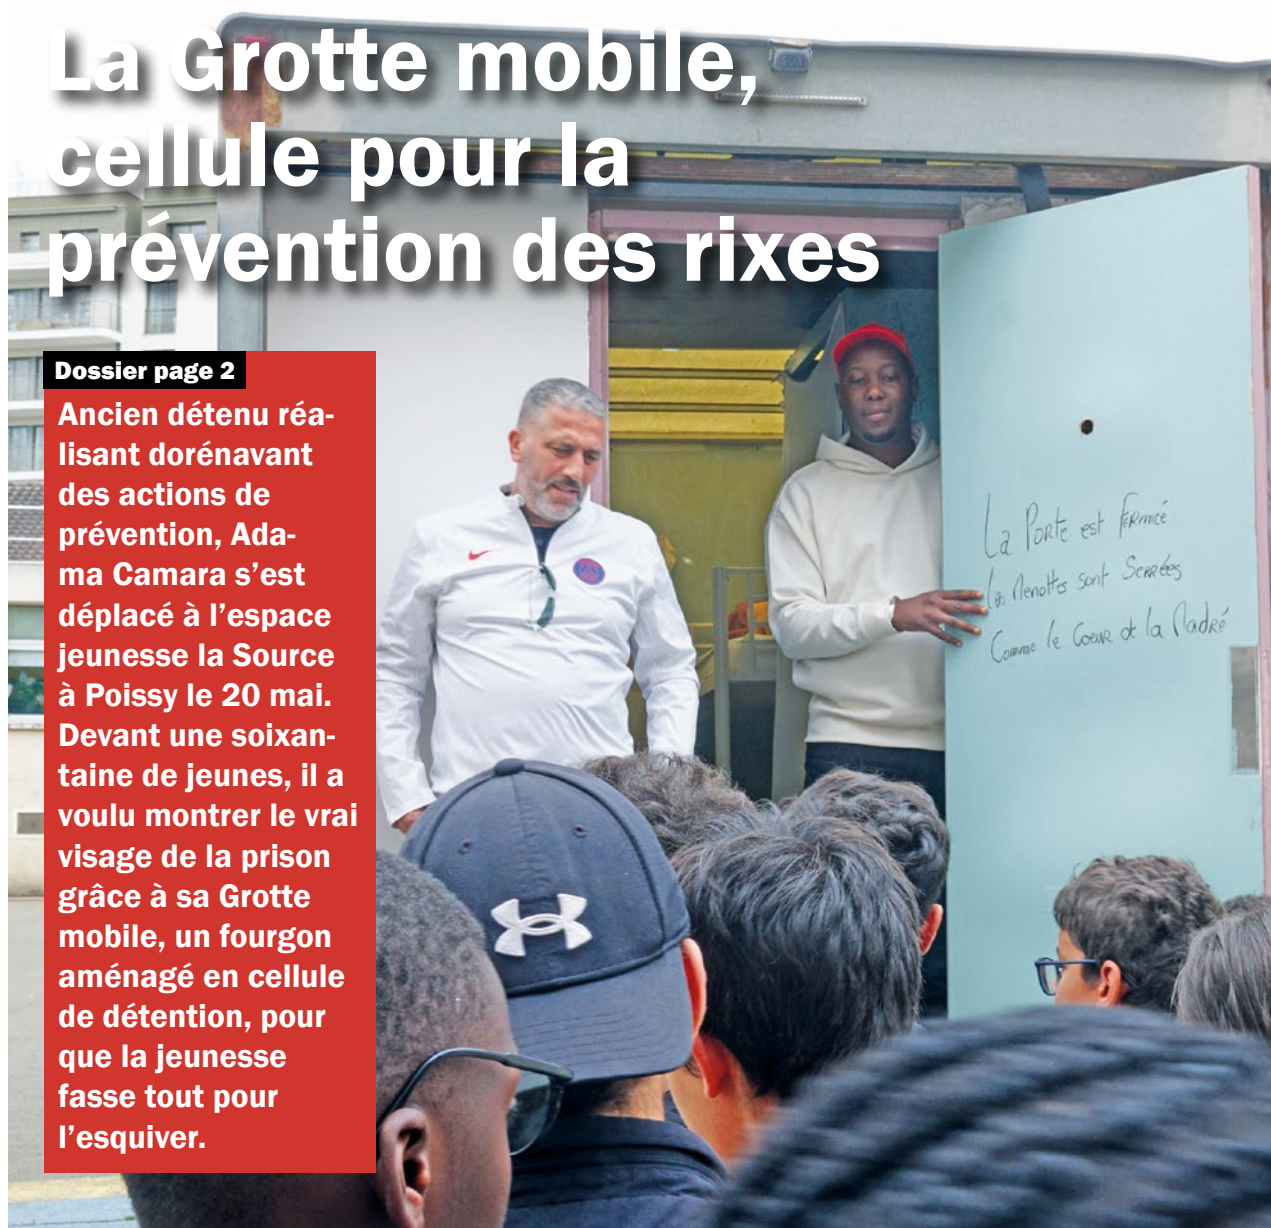 La Grotte mobile,
cellule pour la
prévention des rixes
Dossier page 2
Ancien détenu réa-
lisant dorénavant
des actions de
prévention, Ada-
ma Camara s’est
déplacé à l’espace
jeunesse la Source
à Poissy le 20 mai.
Devant une soixan-
taine de jeunes, il a
voulu montrer le vrai
visage de la prison
grâce à sa Grotte
mobile, un fourgon
aménagé en cellule
de détention, pour
que la jeunesse
fasse tout pour
l’esquiver.
La Porte est fermée
Les Menottes sont Serrées
Comme le Coeur de la Madré